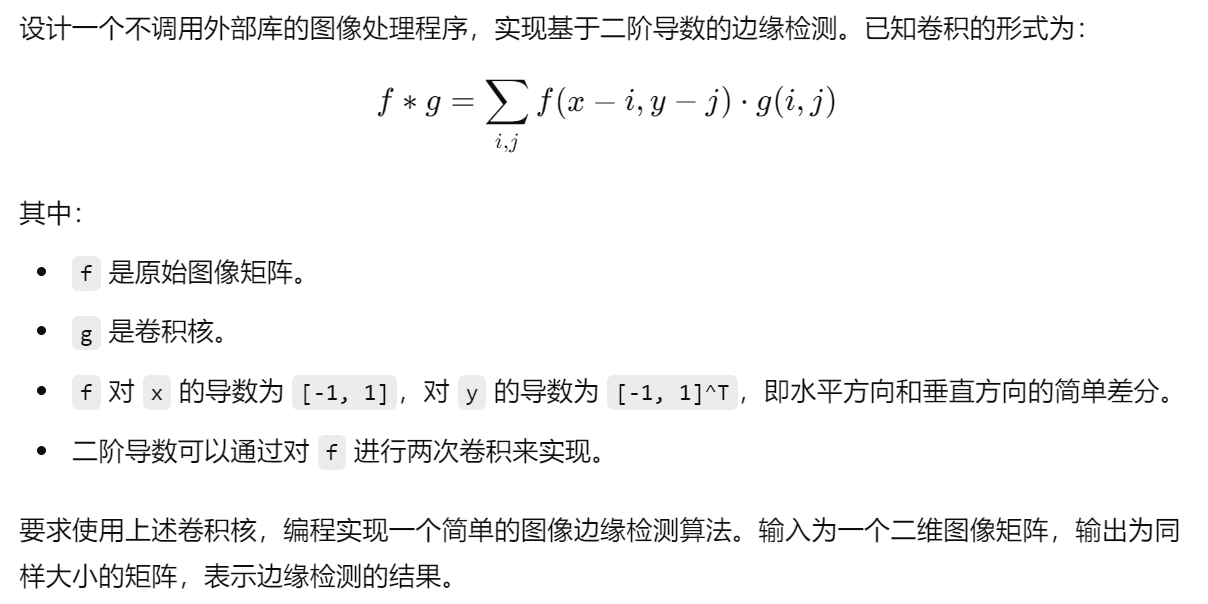 设计一个不调用外部库的图像处理程序，实现基于二阶导数的边缘检测。已知卷积的形式为：
f * g = ∑ f(x − i, y − j) · g(i, j)
i,j
其中：
• f 是原始图像矩阵。
• g 是卷积核。
• f 对 x 的导数为 [-1, 1]，对 y 的导数为 [-1, 1]^T，即水平方向和垂直方向的简单差分。
• 二阶导数可以通过对 f 进行两次卷积来实现。
要求使用上述卷积核，编程实现一个简单的图像边缘检测算法。输入为一个二维图像矩阵，输出为同
样大小的矩阵，表示边缘检测的结果。